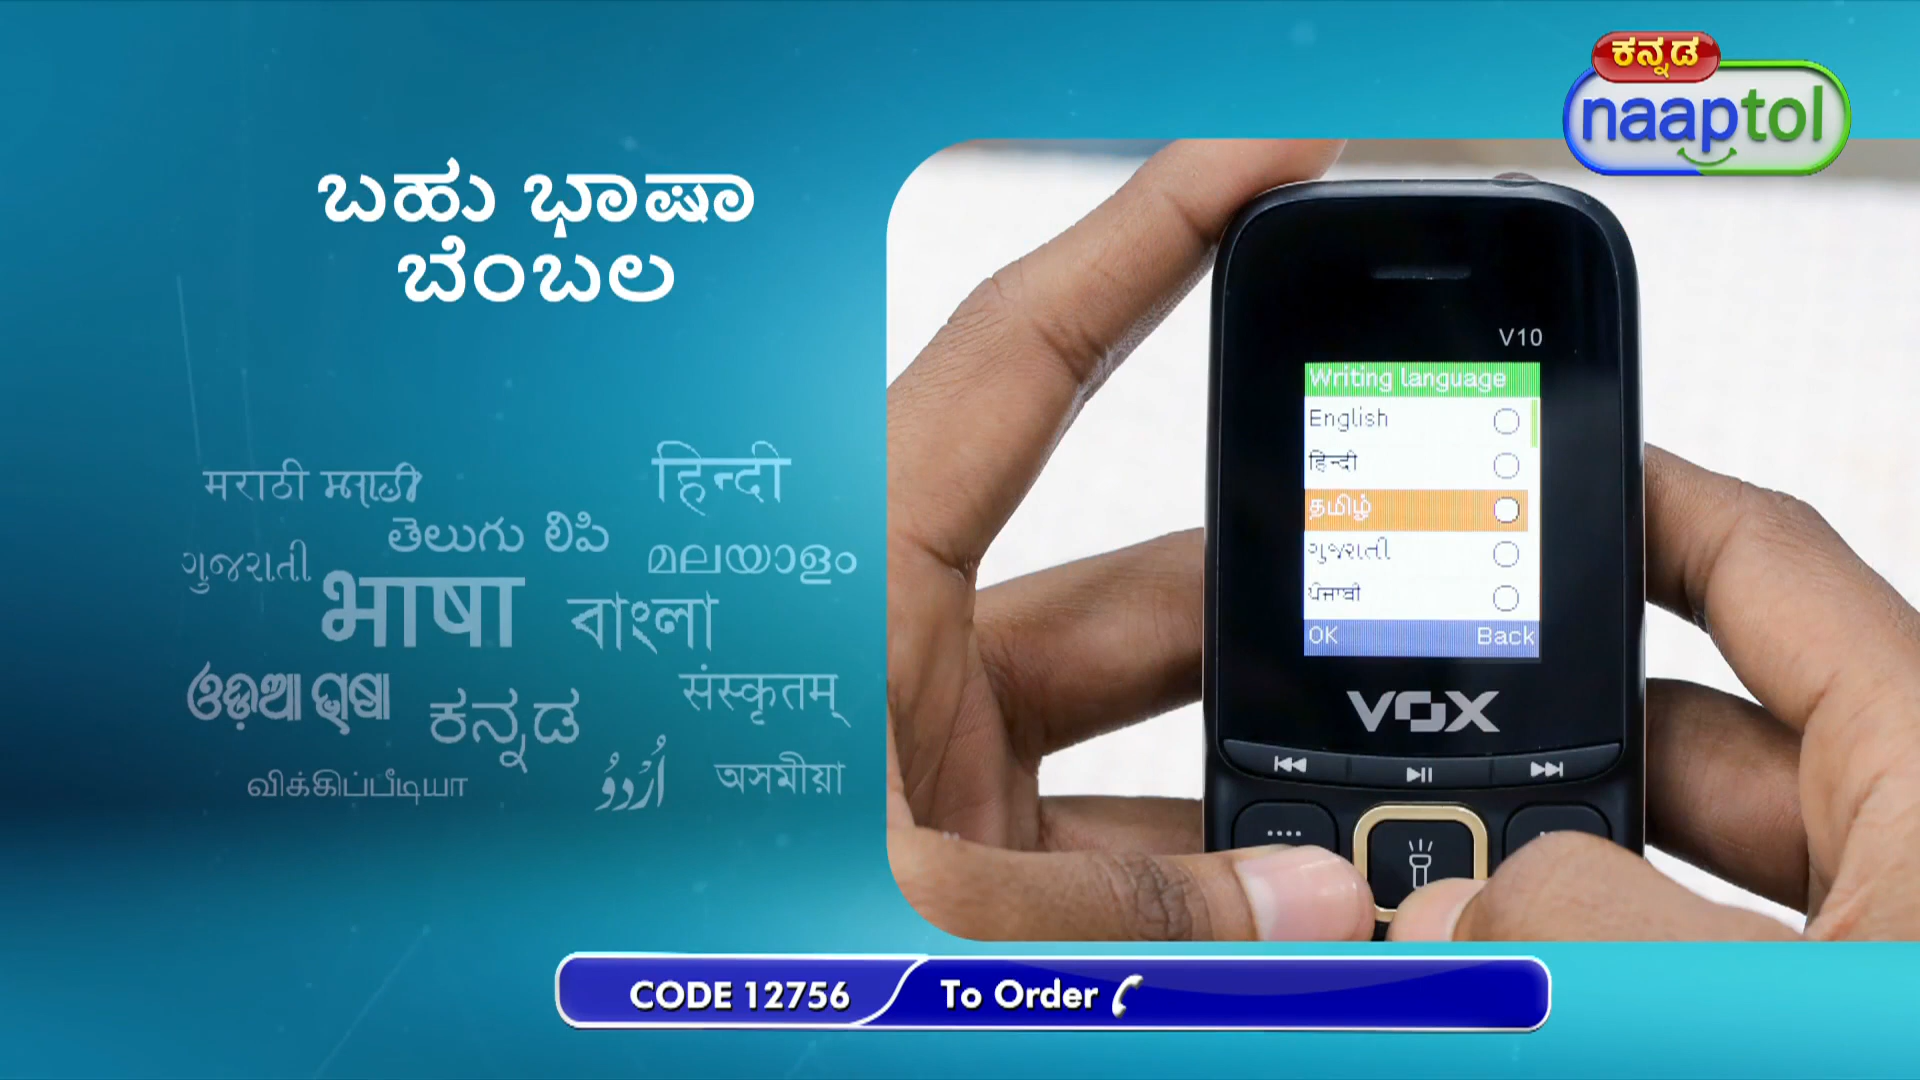 ಕನ್ನಡ
naaptol
ಬಹು ಭಾಷಾ
ಬೆಂಬಲ
मराठी
हिन्दी
తెలుగు లిపి
ગુજરાતી
മലയാളം
भाषा
বাংলা
ଓଡ଼ିଆ ଭାଷା
ಕನ್ನಡ
संस्कृतम्
விக்கிப்பீடியா
اُردُو
অসমীয়া
V10
Writing language
English
हिन्दी
தமிழ்
ગુજરાતી
ਪੰਜਾਬੀ
OK Back
VOX
CODE 12756 To Order